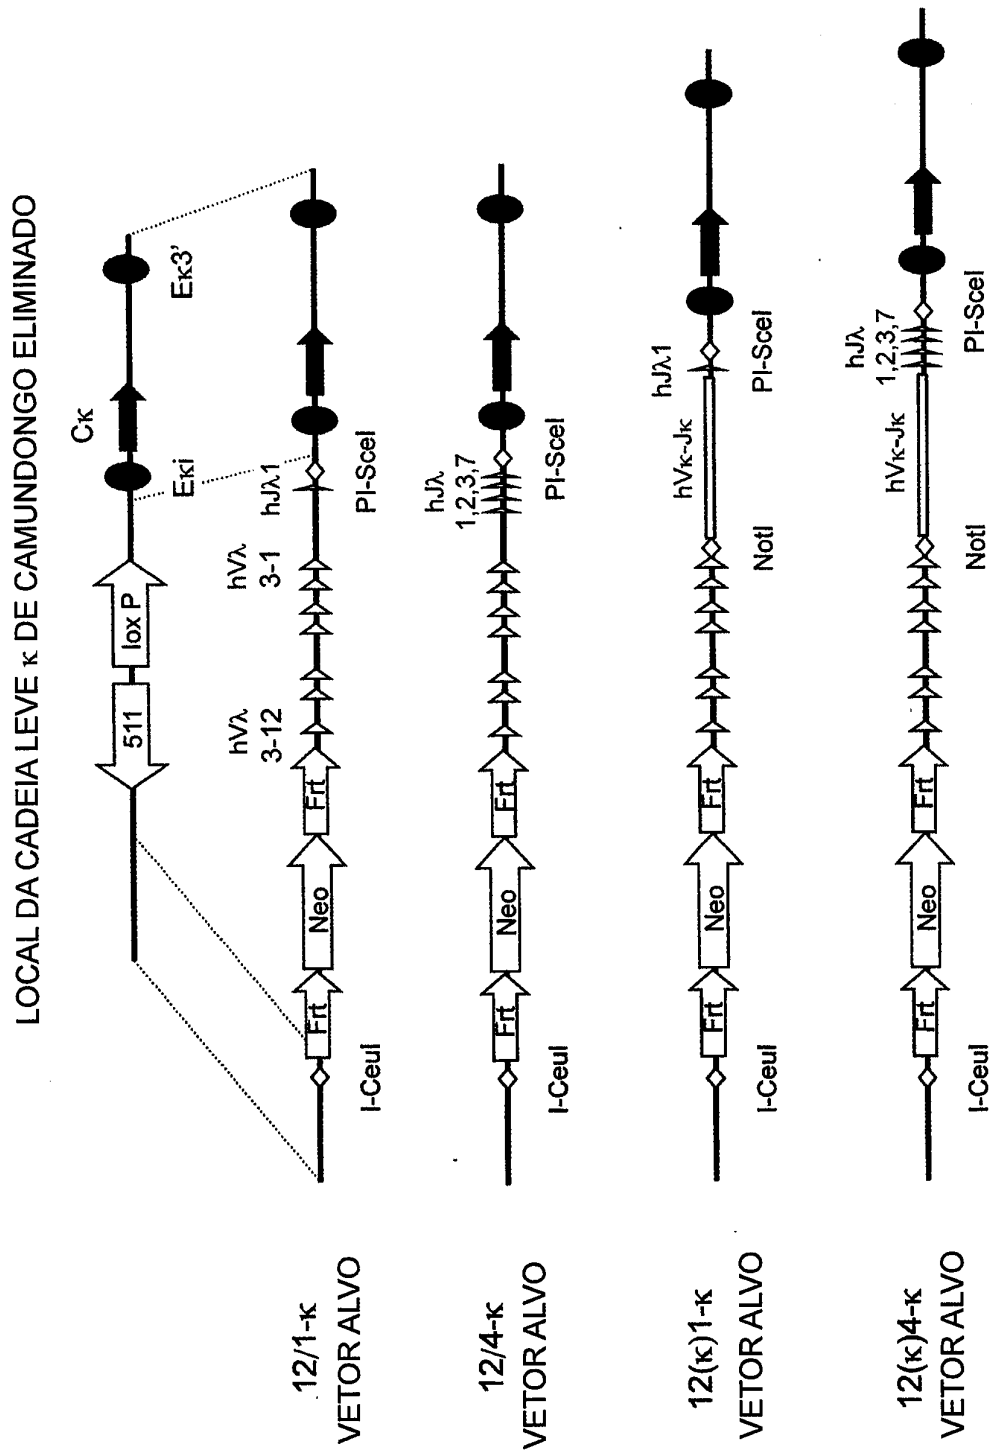 LOCAL DA CADEIA LEVE κ DE CAMUNDONGO ELIMINADO
511
lox P
Eκi
Cκ
Eκ3'
12/1-κ
VETOR ALVO
I-CeuI
Frt
Neo
Frt
hVλ
3-12
hVλ
3-1
hJλ1
PI-SceI
12/4-κ
VETOR ALVO
I-CeuI
Frt
Neo
Frt
hJλ
1,2,3,7
PI-SceI
12(κ)1-κ
VETOR ALVO
I-CeuI
Frt
Neo
Frt
NotI
hVκ-Jκ
hJλ1
PI-SceI
12(κ)4-κ
VETOR ALVO
I-CeuI
Frt
Neo
Frt
NotI
hVκ-Jκ
hJλ
1,2,3,7
PI-SceI